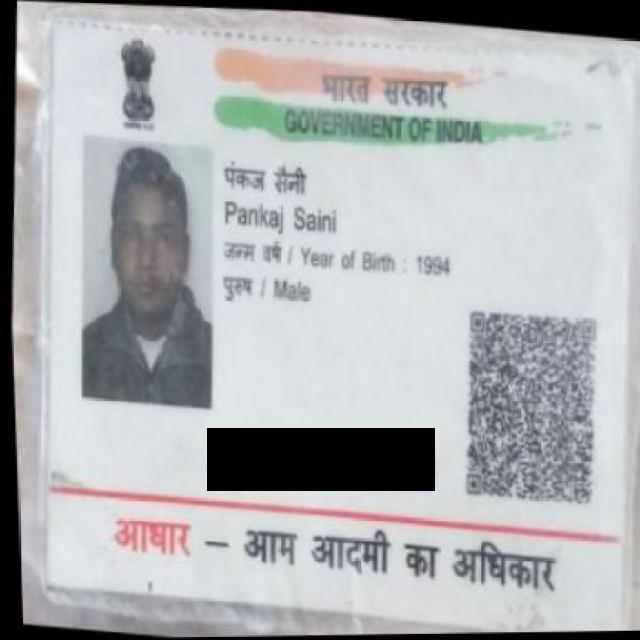 भारत सरकार
GOVERNMENT OF INDIA
पंकज सैनी
Pankaj Saini
जन्म वर्ष / Year of Birth : 1994
पुरुष / Male
आधार – आम आदमी का अधिकार